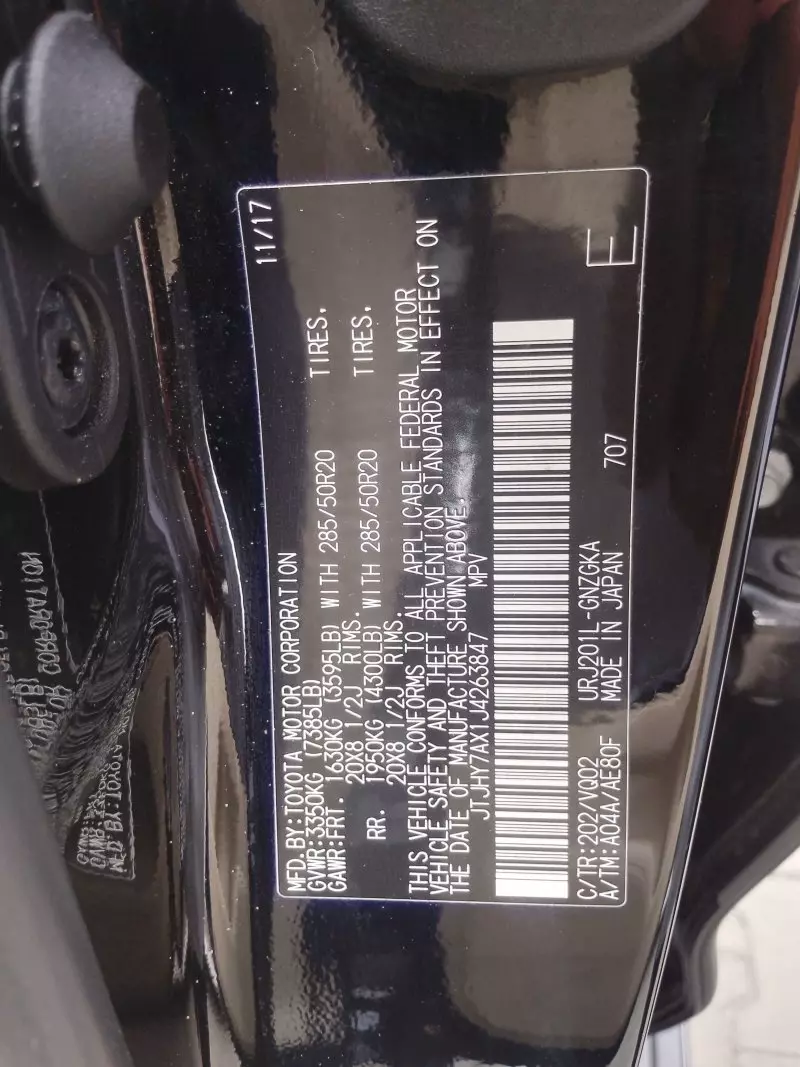 MFD.BY:TOYOTA MOTOR CORPORATION 11/17
GVWR:3350KG (7385LB)
GAWR:FRT. 1630KG (3595LB) WITH 285/50R20 TIRES,
20X8 1/2J RIMS.
RR. 1950KG (4300LB) WITH 285/50R20 TIRES,
20X8 1/2J RIMS.
THIS VEHICLE CONFORMS TO ALL APPLICABLE FEDERAL MOTOR
VEHICLE SAFETY AND THEFT PREVENTION STANDARDS IN EFFECT ON
THE DATE OF MANUFACTURE SHOWN ABOVE.
JTJHY7AX1J4263847 MPV
C/TR:202/VQ02 URJ201L-GNZGKA
A/TM:A04A/AE80F MADE IN JAPAN 707 E